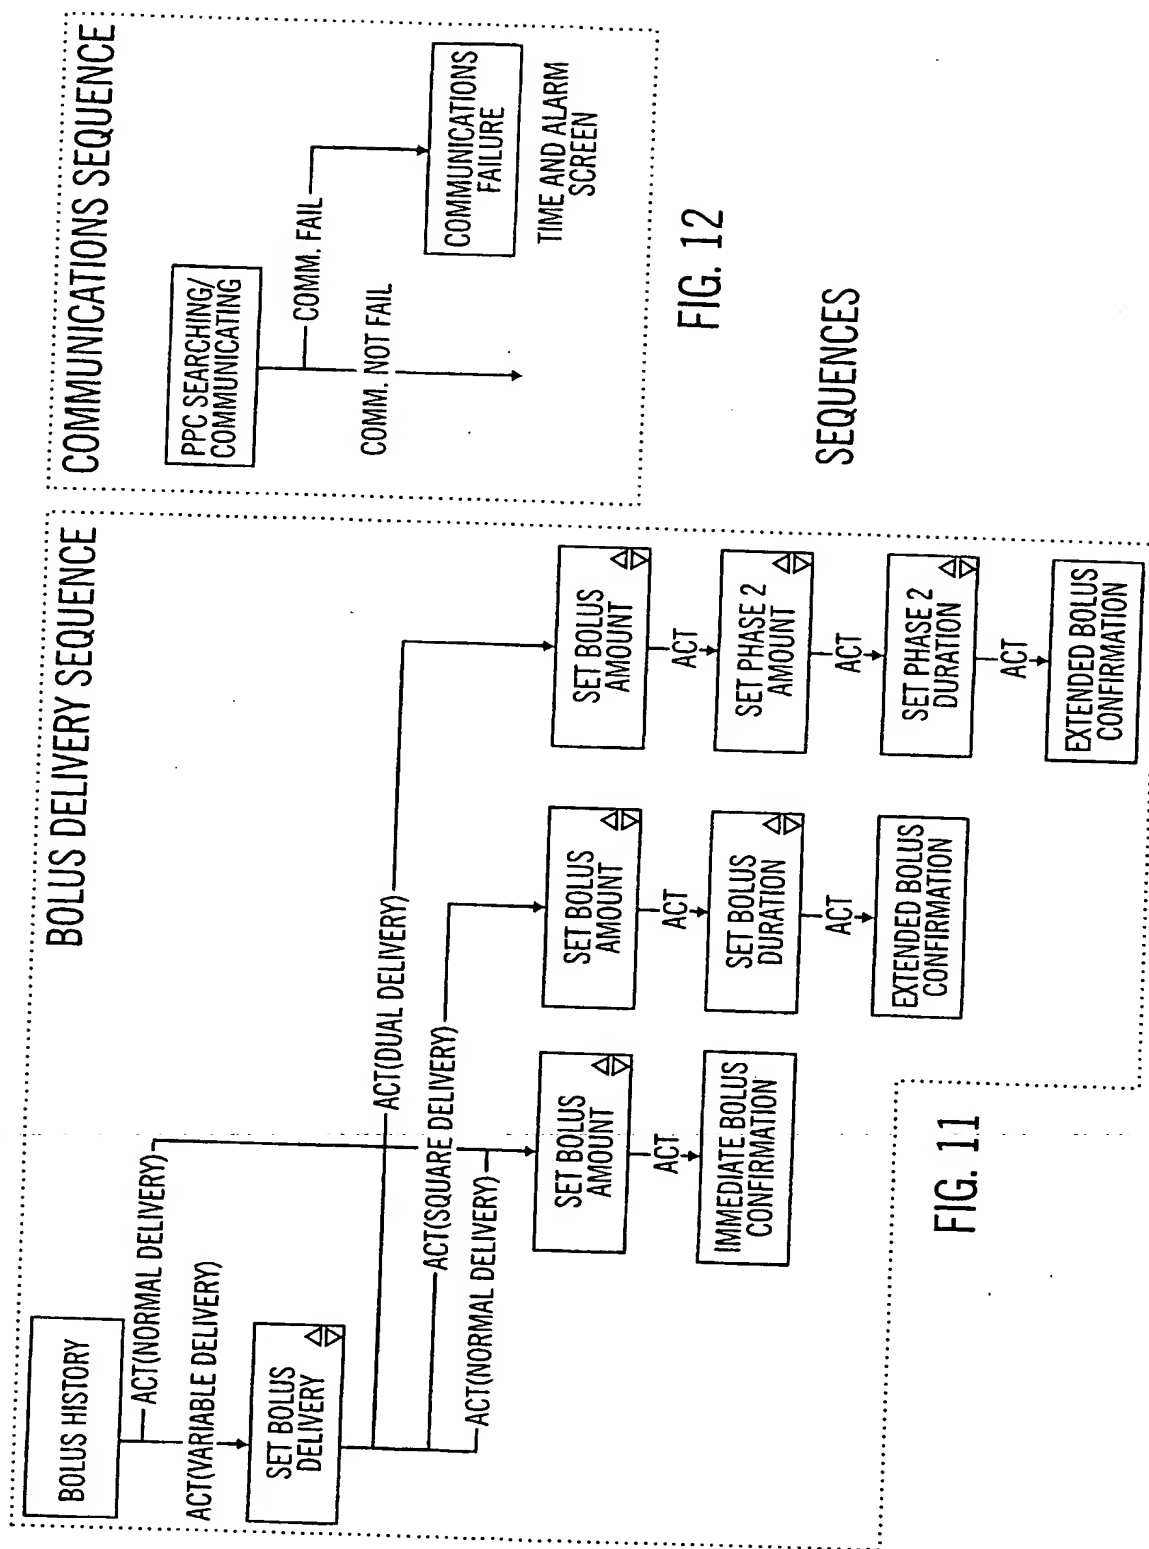 BOLUS DELIVERY SEQUENCE
BOLUS HISTORY
ACT(NORMAL DELIVERY)
ACT(VARIABLE DELIVERY)
SET BOLUS
DELIVERY
ACT(DUAL DELIVERY)
ACT(SQUARE DELIVERY)
ACT(NORMAL DELIVERY)
SET BOLUS
AMOUNT
ACT
IMMEDIATE BOLUS
CONFIRMATION
SET BOLUS
AMOUNT
ACT
SET BOLUS
DURATION
ACT
EXTENDED BOLUS
CONFIRMATION
SET BOLUS
AMOUNT
ACT
SET PHASE 2
AMOUNT
ACT
SET PHASE 2
DURATION
ACT
EXTENDED BOLUS
CONFIRMATION
FIG. 11
COMMUNICATIONS SEQUENCE
PPC SEARCHING/
COMMUNICATING
COMM. FAIL
COMM. NOT FAIL
COMMUNICATIONS
FAILURE
TIME AND ALARM
SCREEN
FIG. 12
SEQUENCES